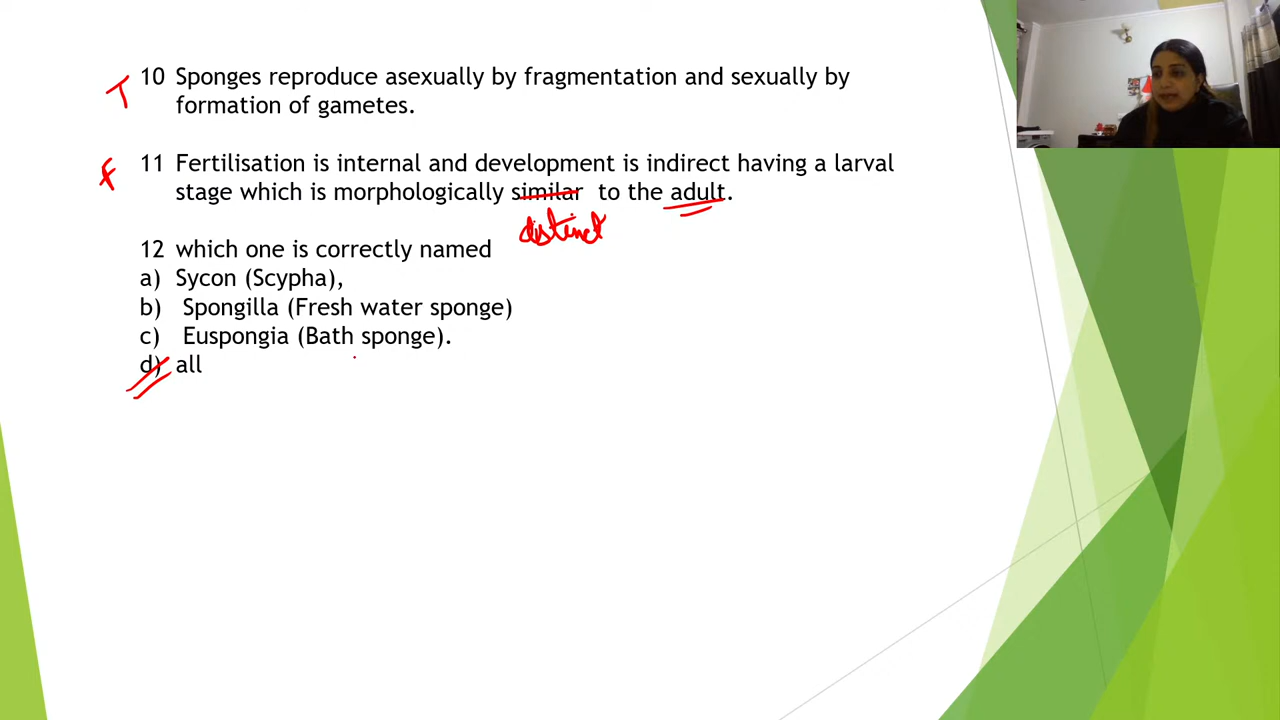 T 10 Sponges reproduce asexually by fragmentation and sexually by
formation of gametes.
F 11 Fertilisation is internal and development is indirect having a larval
stage which is morphologically similar to the adult.
distinct
12 which one is correctly named
a) Sycon (Scypha),
b) Spongilla (Fresh water sponge)
c) Euspongia (Bath sponge).
d) all